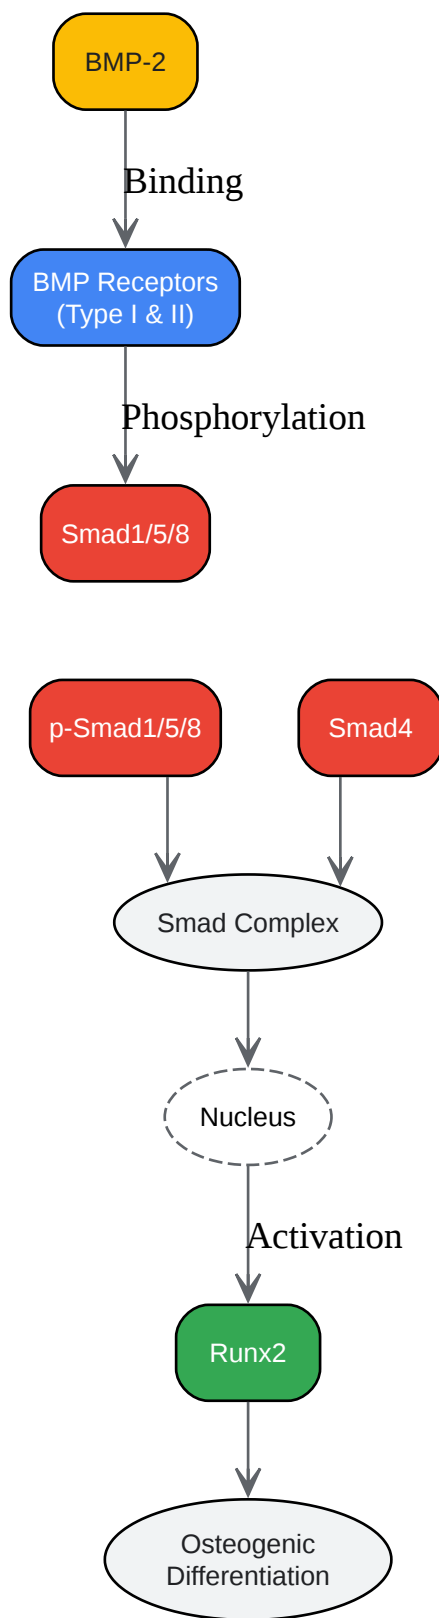 BMP-2
Binding
BMP Receptors
(Type I & II)
Phosphorylation
Smad1/5/8
p-Smad1/5/8
Smad4
Smad Complex
Nucleus
Activation
Runx2
Osteogenic
Differentiation